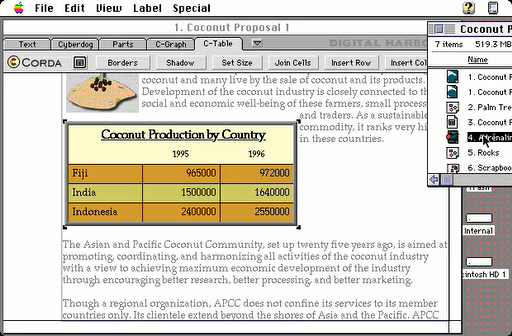 File Edit View Label Special
1. Coconut Proposal 1
Text Cyberdog Parts C-Graph C-Table DIGITAL HARBO
CORDA Borders Shadow Set Size Join Cells Insert Row Insert Col
coconut and many live by the sale of coconut and its products.
Development of the coconut industry is closely connected to th
social and economic well-being of these farmers, small process
and traders. As a sustainable
commodity, it ranks very hi
in these countries.
Coconut Production by Country
1995 1996
Fiji 965000 972000
India 1500000 1640000
Indonesia 2400000 2550000
The Asian and Pacific Coconut Community, set up twenty five years ago, is aimed at
promoting, coordinating, and harmonizing all activities of the coconut industry
with a view to achieving maximum economic development of the industry
through encouraging better research, better processing, and better marketing.
Though a regional organization, APCC does not confine its services to its member
countries only. Its clientele extend beyond the shores of Asia and the Pacific. APCC
Coconut P
7 items 519.3 MB
Name
1. Coconut F
1. Coconut F
2. Palm Tre
3. Coconut F
4. Adrenalin
5. Rocks
6. Scrapboo
Trash
Internal
cintosh HD 1